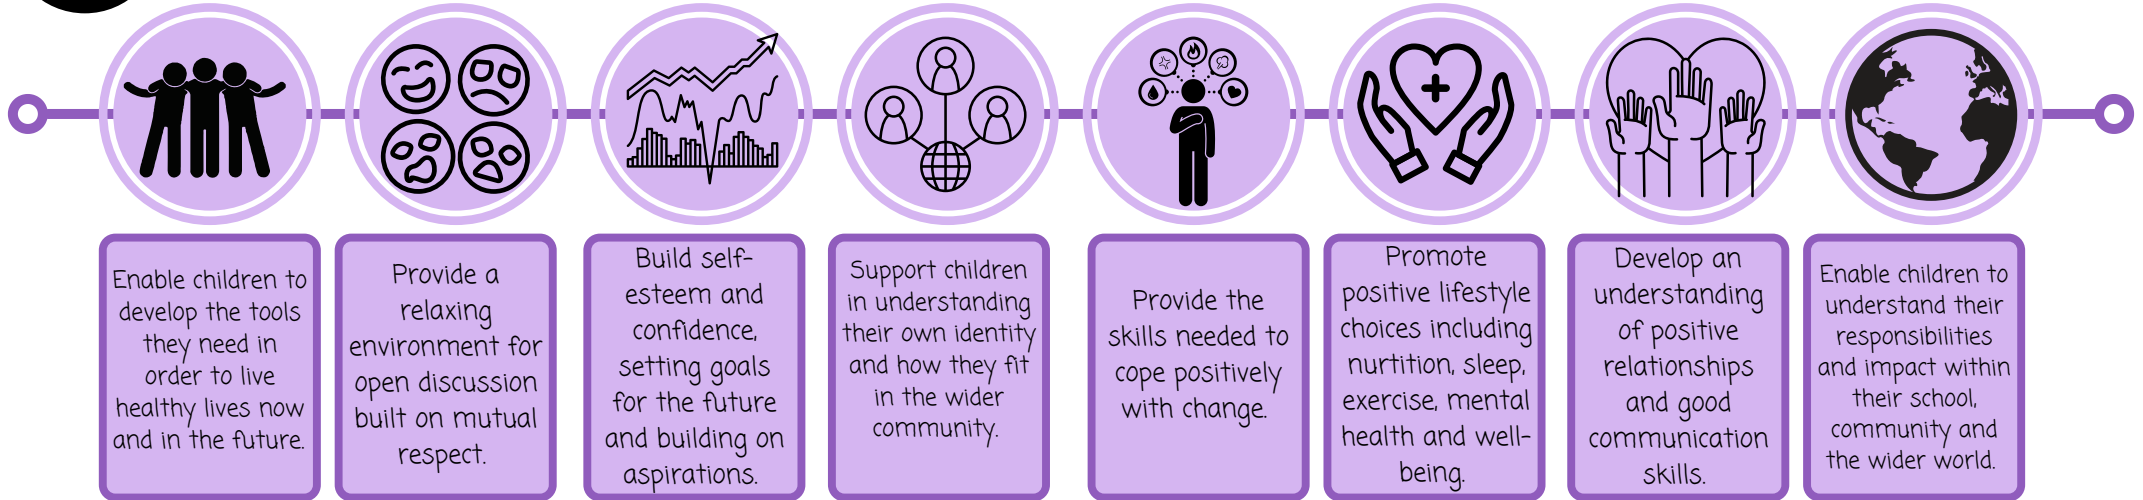 Enable children to
develop the tools
they need in
order to live
healthy lives now
and in the future.
Provide a
relaxing
environment for
open discussion
built on mutual
respect.
Build self-
esteem and
confidence,
setting goals
for the future
and building on
aspirations.
Support children
in understanding
their own identity
and how they fit
in the wider
community.
Provide the
skills needed to
cope positively
with change.
Promote
positive lifestyle
choices including
nurtition, sleep,
exercise, mental
health and well-
being.
Develop an
understanding
of positive
relationships
and good
communication
skills.
Enable children to
understand their
responsibilities
and impact within
their school,
community and
the wider world.